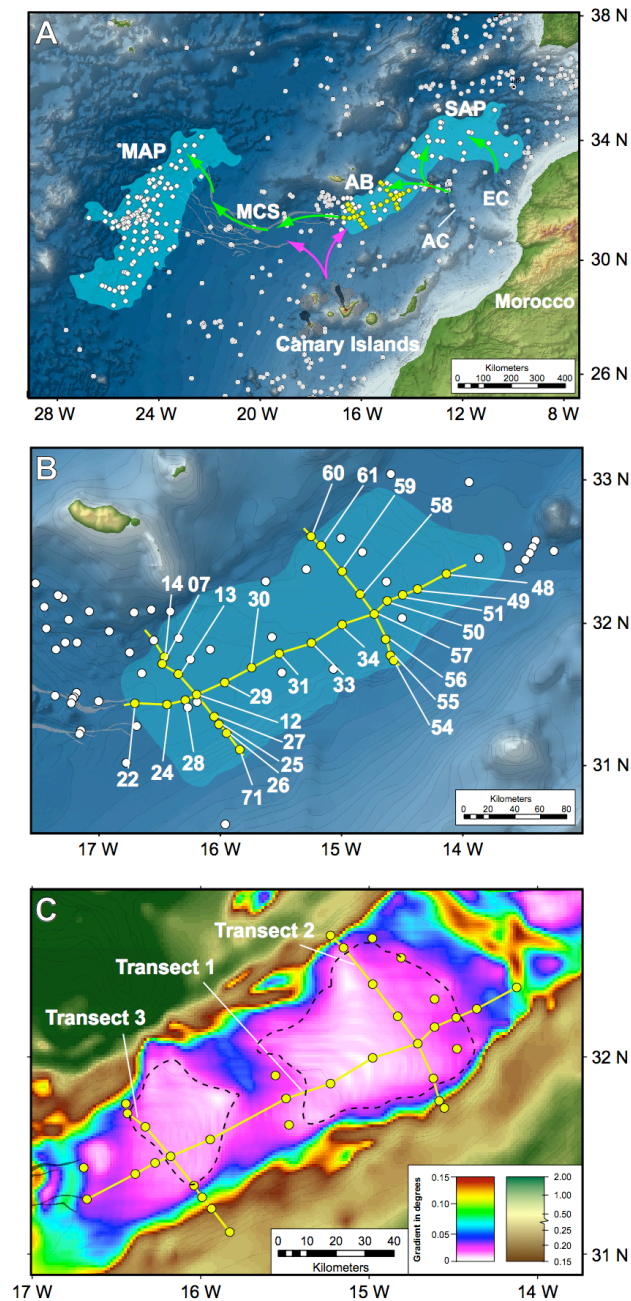 A
38 N
SAP
MAP
34 N
AB
MCS
EC
AC
30 N
Morocco
Canary Islands
Kilometers
0 100 200 300 400
26 N
28 W 24 W 20 W 16 W 12 W 8 W
B
33 N
60 61 59
58
14 07 13 30
48
49
51
50
32 N
57
34
56
33
31
55
29
54
12
27
28
25
24
26
22
71
31 N
Kilometers
0 20 40 60 80
17 W 16 W 15 W 14 W
C
Transect 2
Transect 1
Transect 3
32 N
Gradient in degrees
0.15 2.00
1.00
0.10 0.50
0.05 0.25
0.20
0 0.15
0 10 20 30 40
Kilometers
31 N
17 W 16 W 15 W 14 W